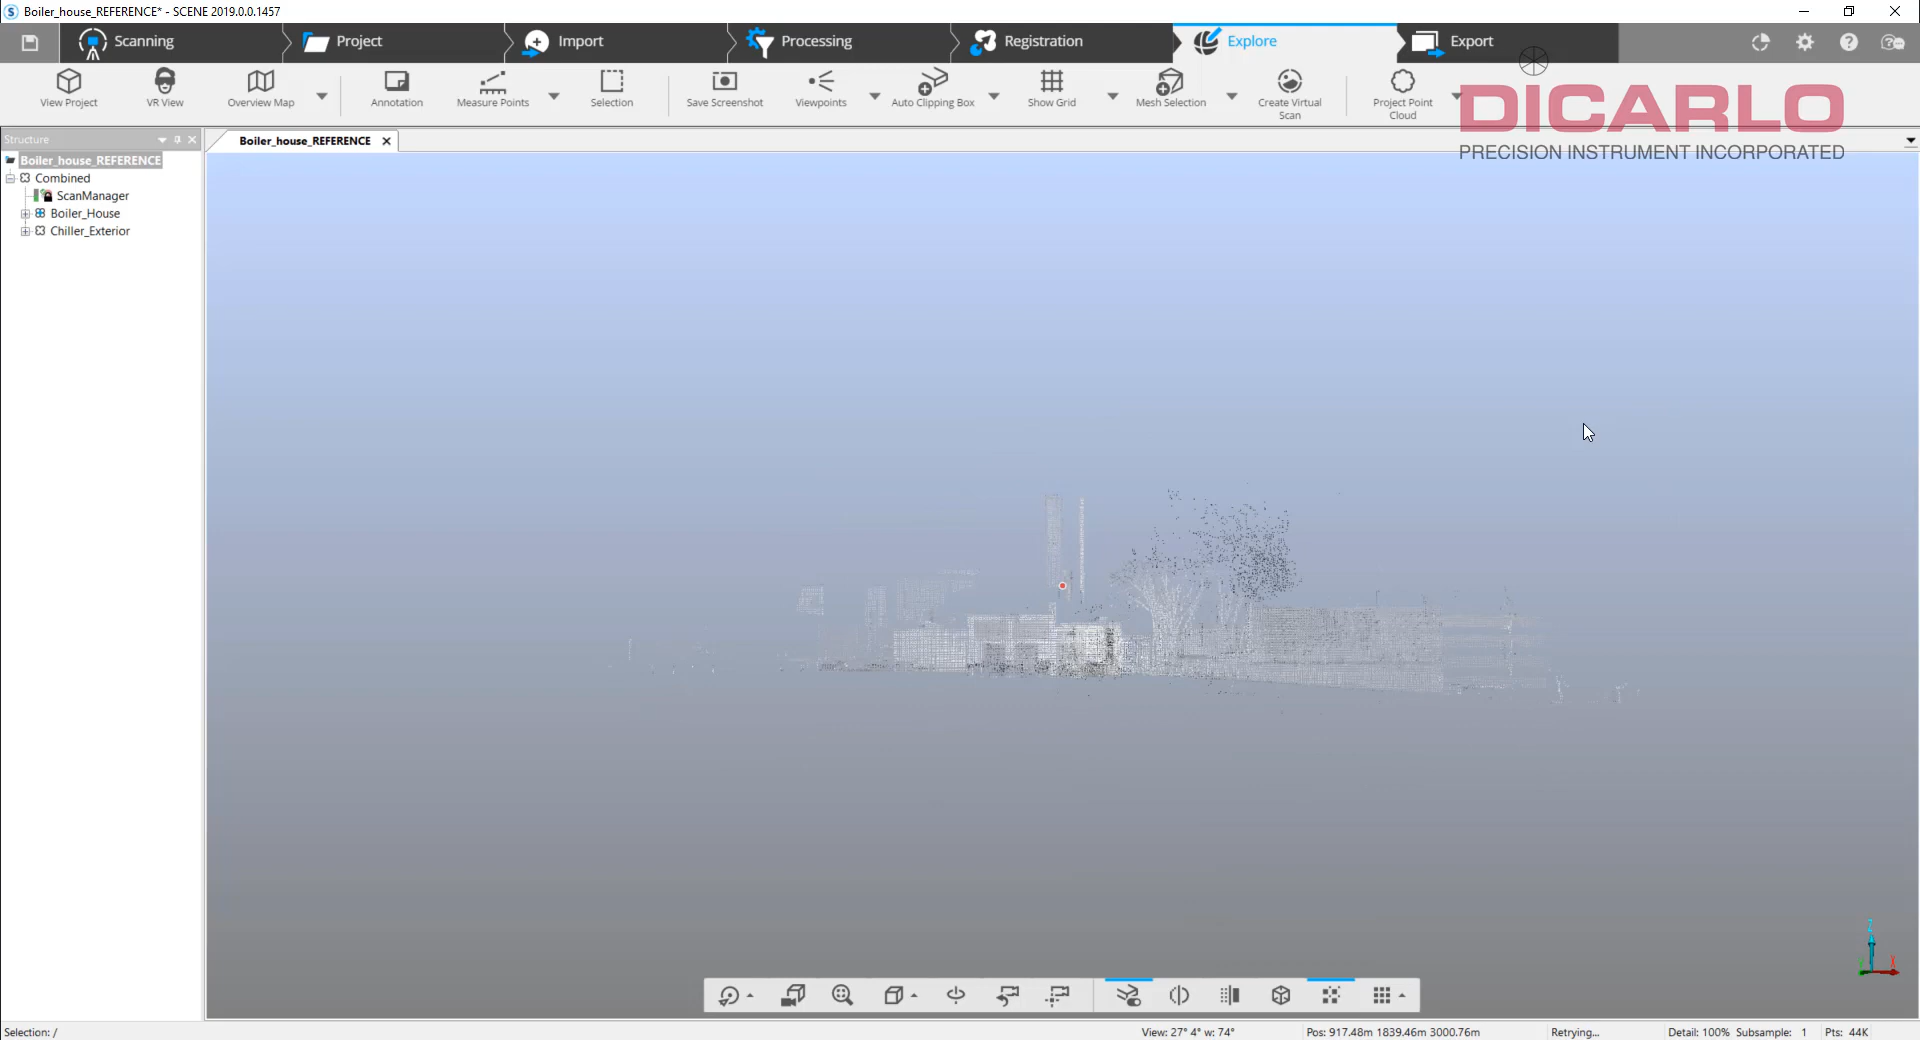 Boiler_house_REFERENCE* - SCENE 2019.0.0.1457
Scanning
Project
Import
Processing
Registration
Explore
Export
View Project
VR View
Overview Map
Annotation
Measure Points
Selection
Save Screenshot
Viewpoints
Auto Clipping Box
Show Grid
Mesh Selection
Create Virtual
Scan
Project Point
Cloud
DICARLO
PRECISION INSTRUMENT INCORPORATED
Structure
Boiler_house_REFERENCE
Boiler_house_REFERENCE
Combined
ScanManager
Boiler_House
Chiller_Exterior
Selection: /
View: 27° 4° w: 74°
Pos: 917.48m 1839.46m 3000.76m
Retrying...
Detail: 100% Subsample: 1
Pts: 44K